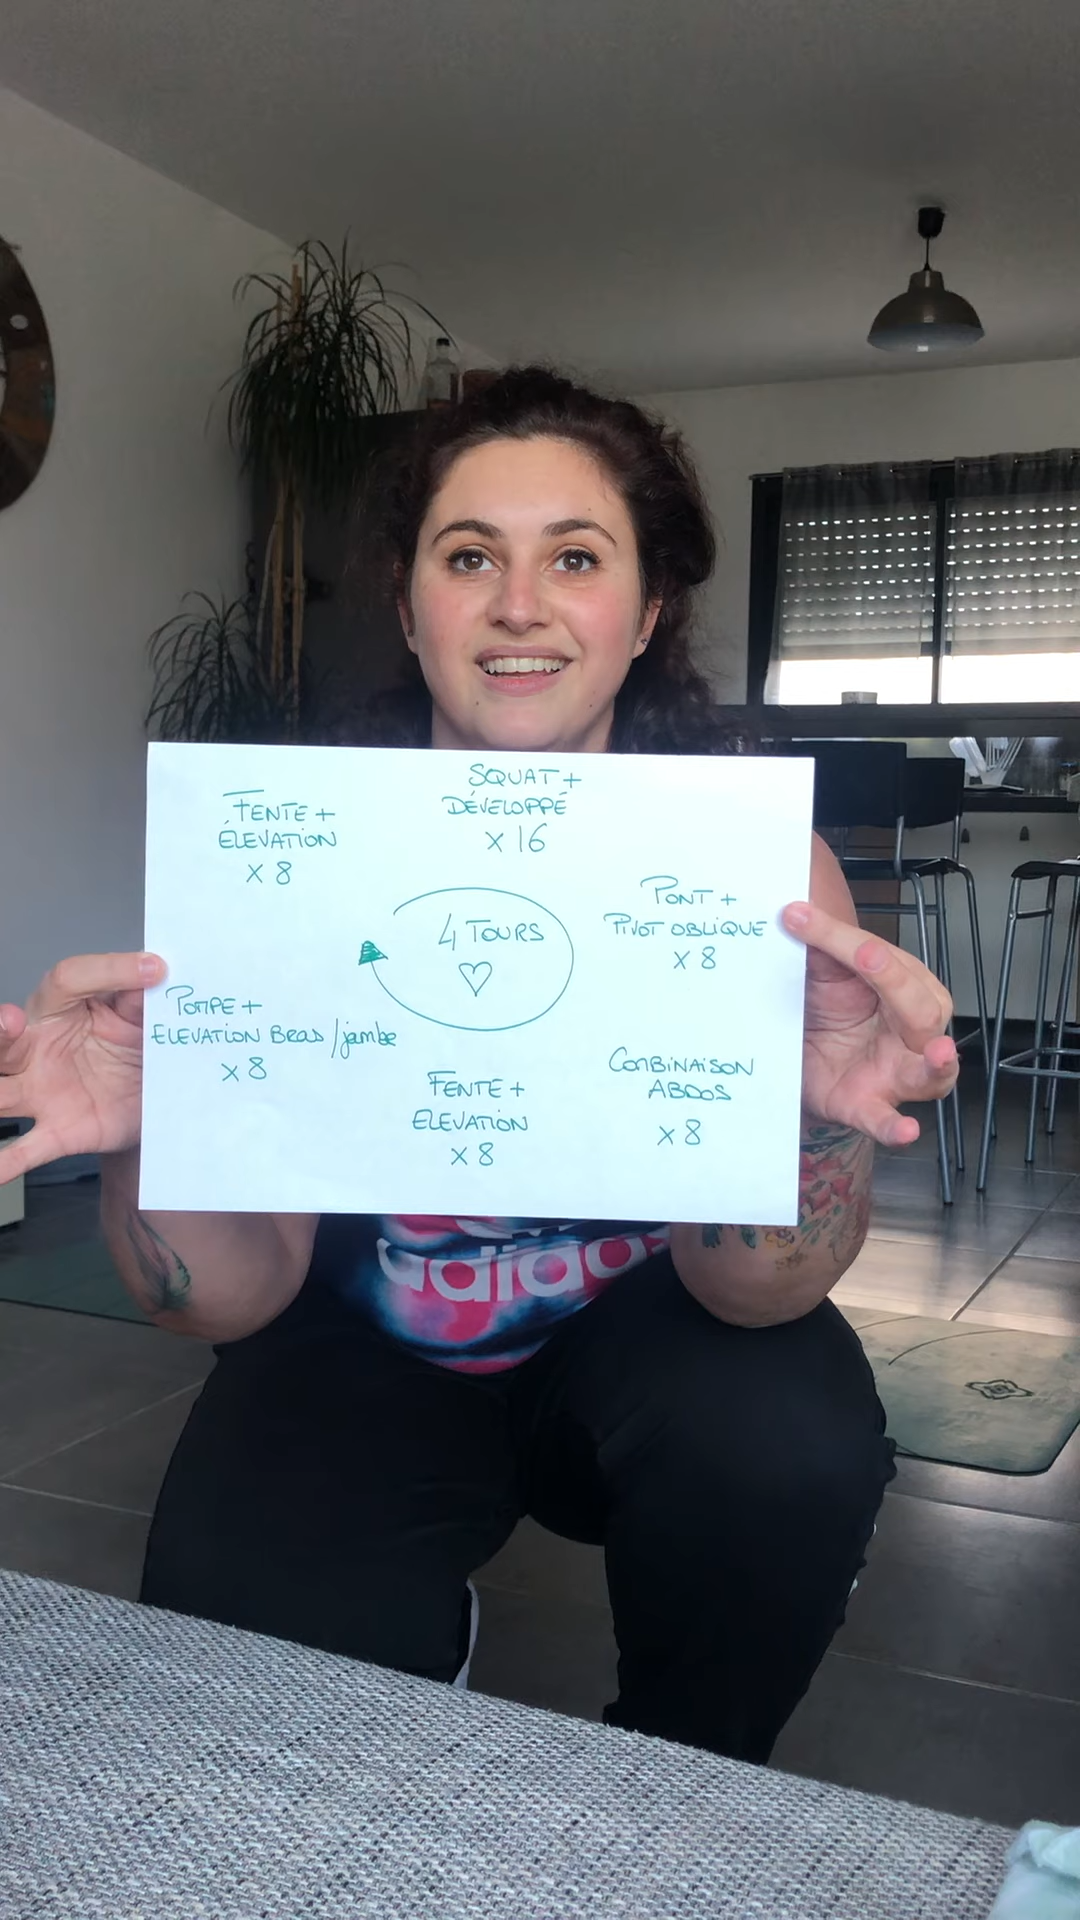 SQUAT +
DÉVELOPPÉ
X 16
FENTE +
ÉLEVATION
X 8
PONT +
PIVOT OBLIQUE
X 8
4 TOURS
POMPE +
ELEVATION BRAS / jambe
X 8
COMBINAISON
ABDOS
X 8
FENTE +
ELEVATION
X 8
adidas